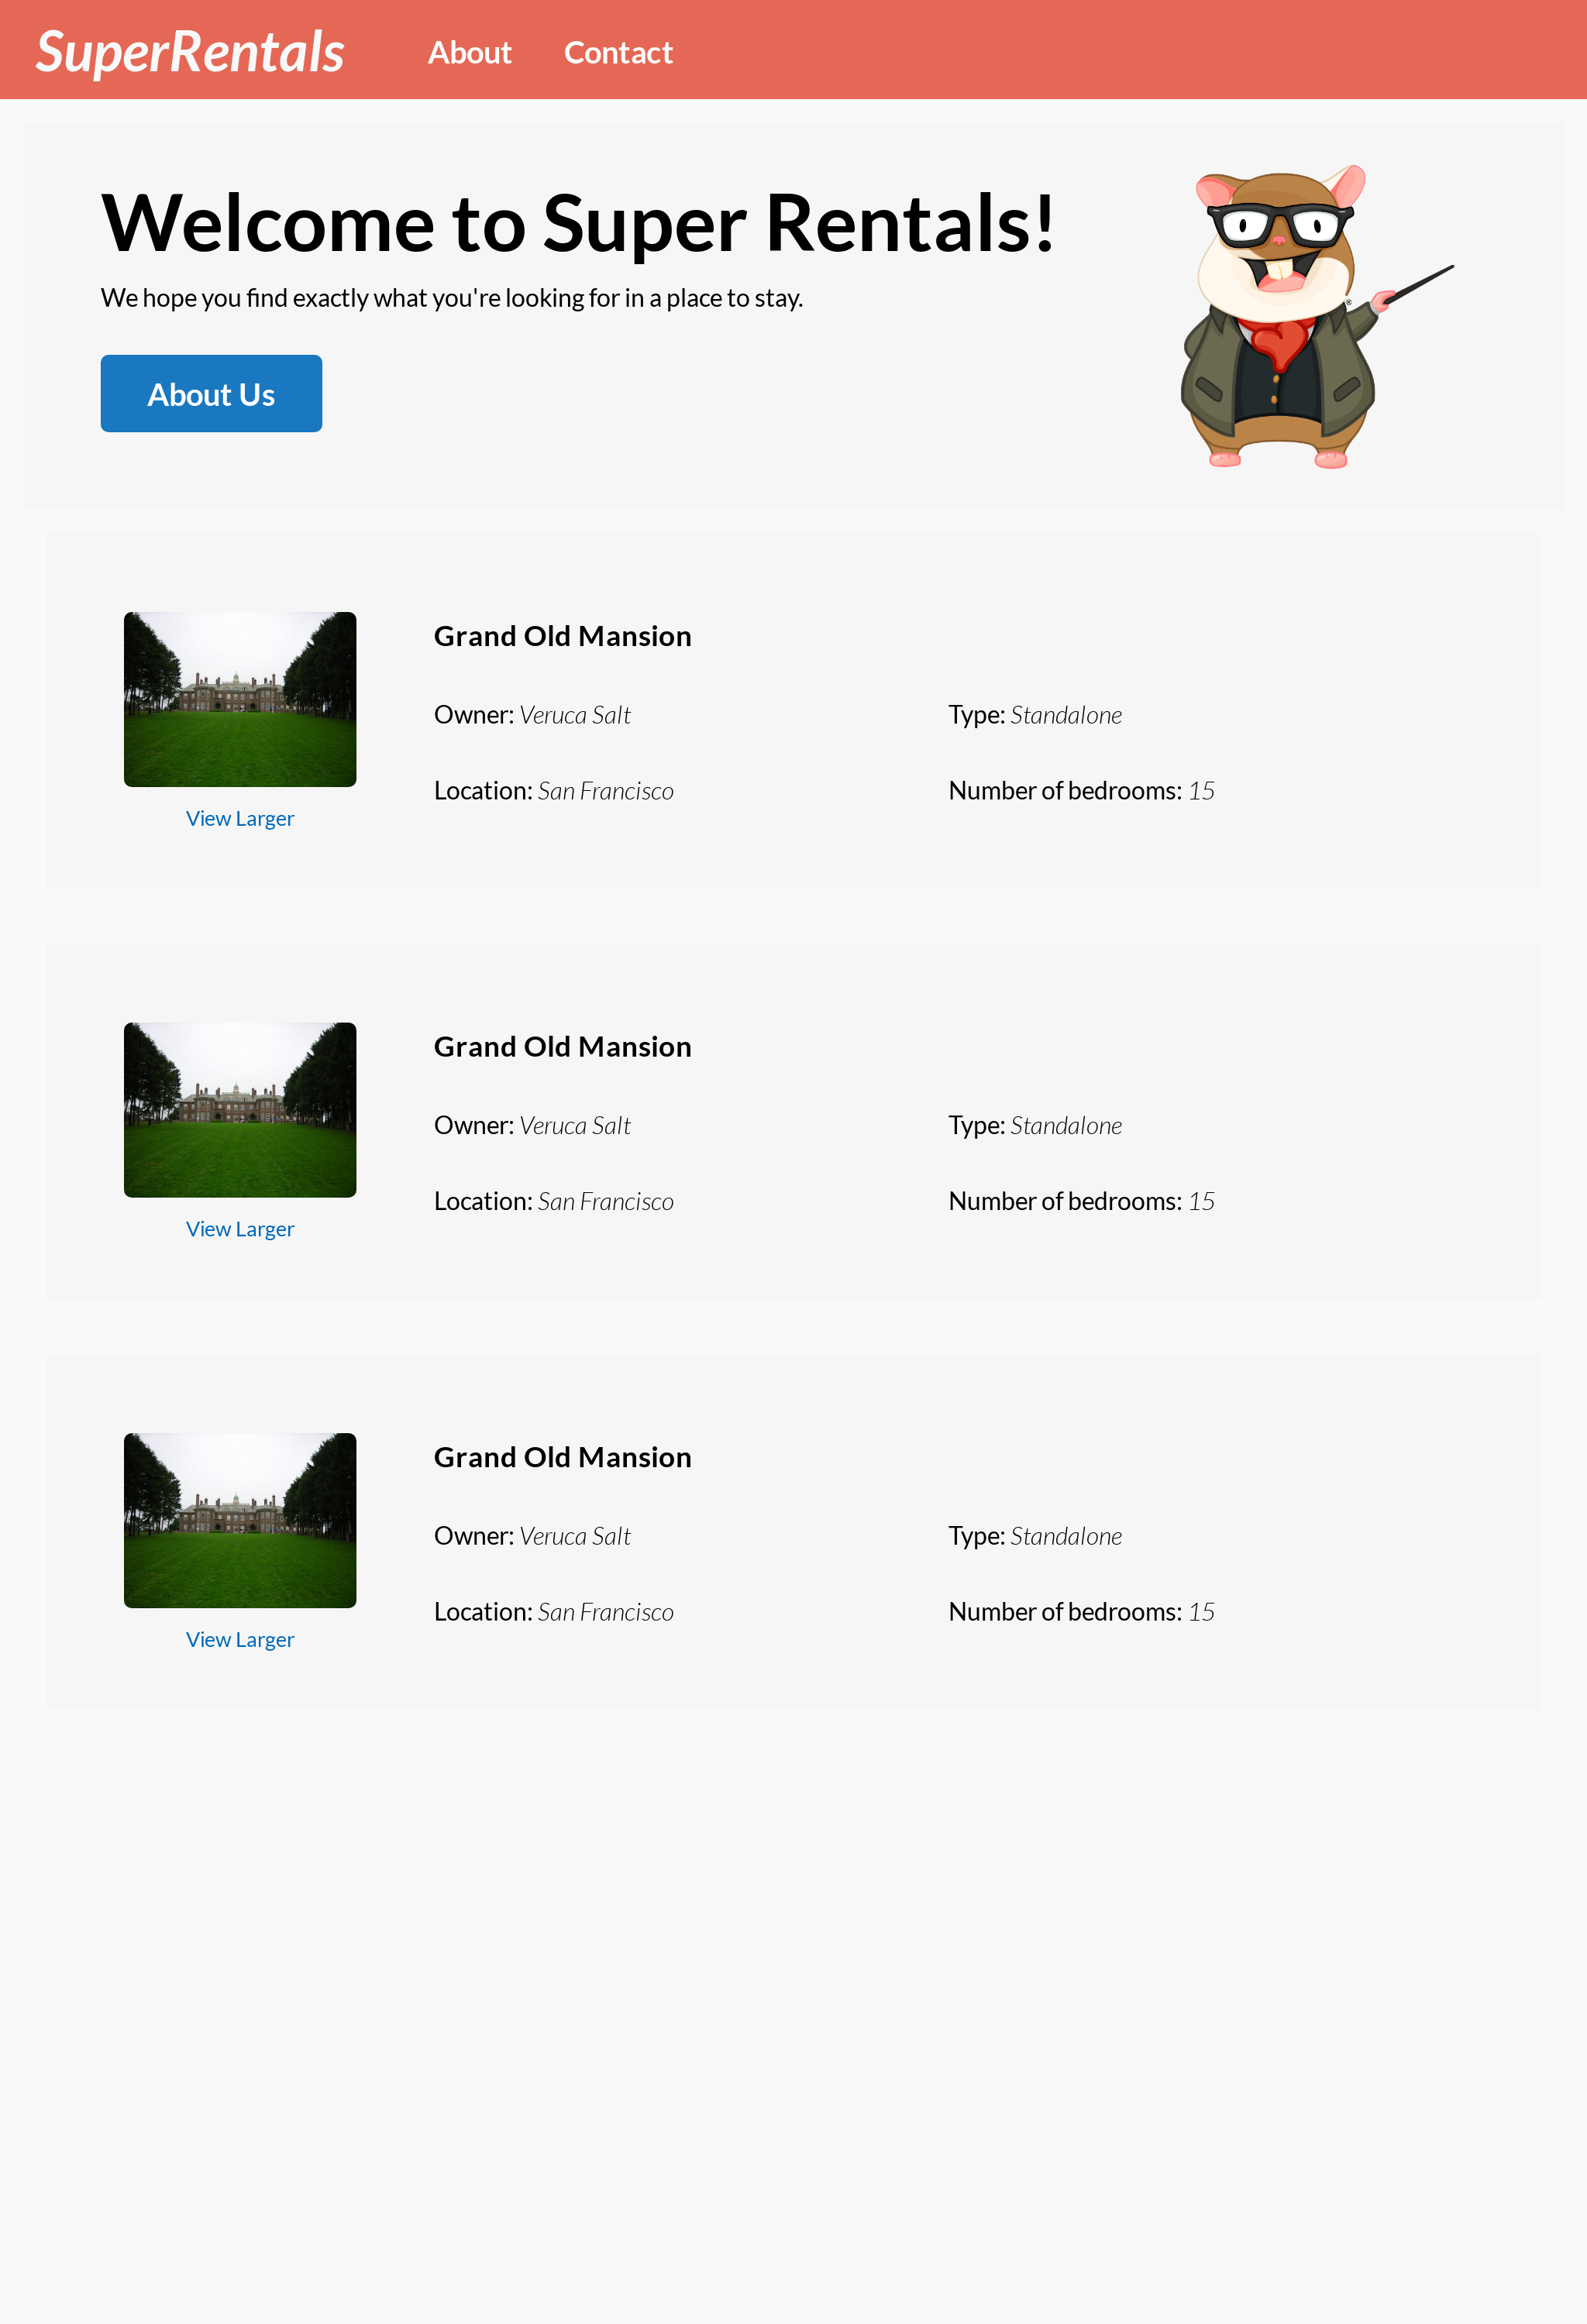 SuperRentals About Contact
Welcome to Super Rentals!
We hope you find exactly what you're looking for in a place to stay.
About Us
Grand Old Mansion
Owner: Veruca Salt Type: Standalone
Location: San Francisco Number of bedrooms: 15
View Larger
Grand Old Mansion
Owner: Veruca Salt Type: Standalone
Location: San Francisco Number of bedrooms: 15
View Larger
Grand Old Mansion
Owner: Veruca Salt Type: Standalone
Location: San Francisco Number of bedrooms: 15
View Larger